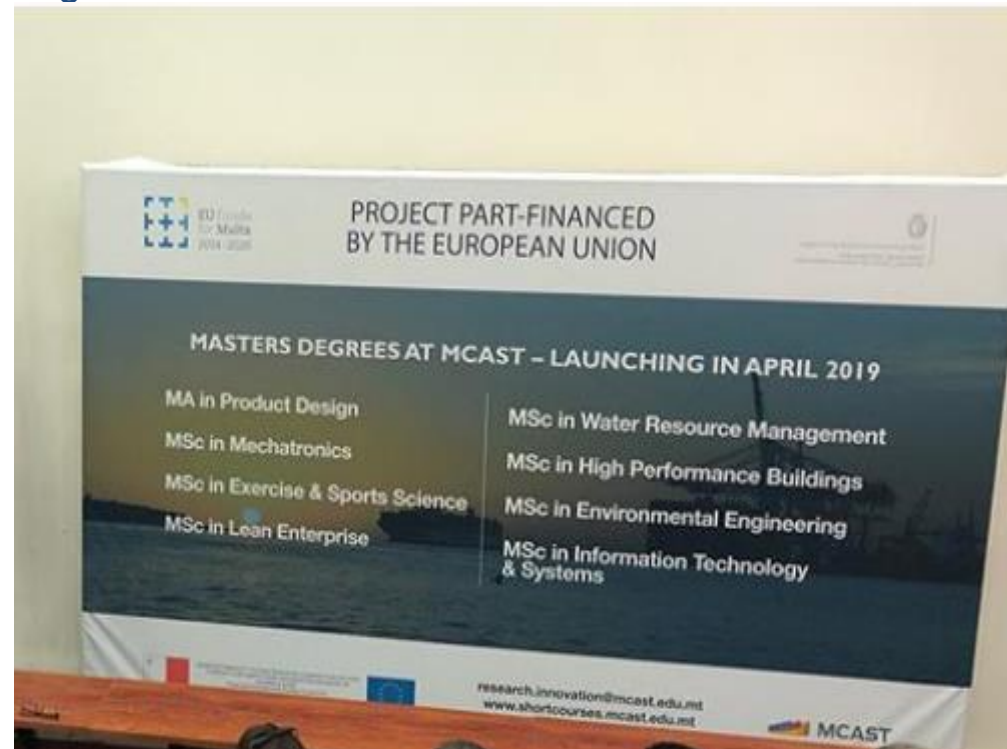 EU funds
for Malta
2014-2020
PROJECT PART-FINANCED
BY THE EUROPEAN UNION
MASTERS DEGREES AT MCAST – LAUNCHING IN APRIL 2019
MA in Product Design
MSc in Mechatronics
MSc in Exercise & Sports Science
MSc in Lean Enterprise
MSc in Water Resource Management
MSc in High Performance Buildings
MSc in Environmental Engineering
MSc in Information Technology
& Systems
research.innovation@mcast.edu.mt
www.shortcourses.mcast.edu.mt
MCAST